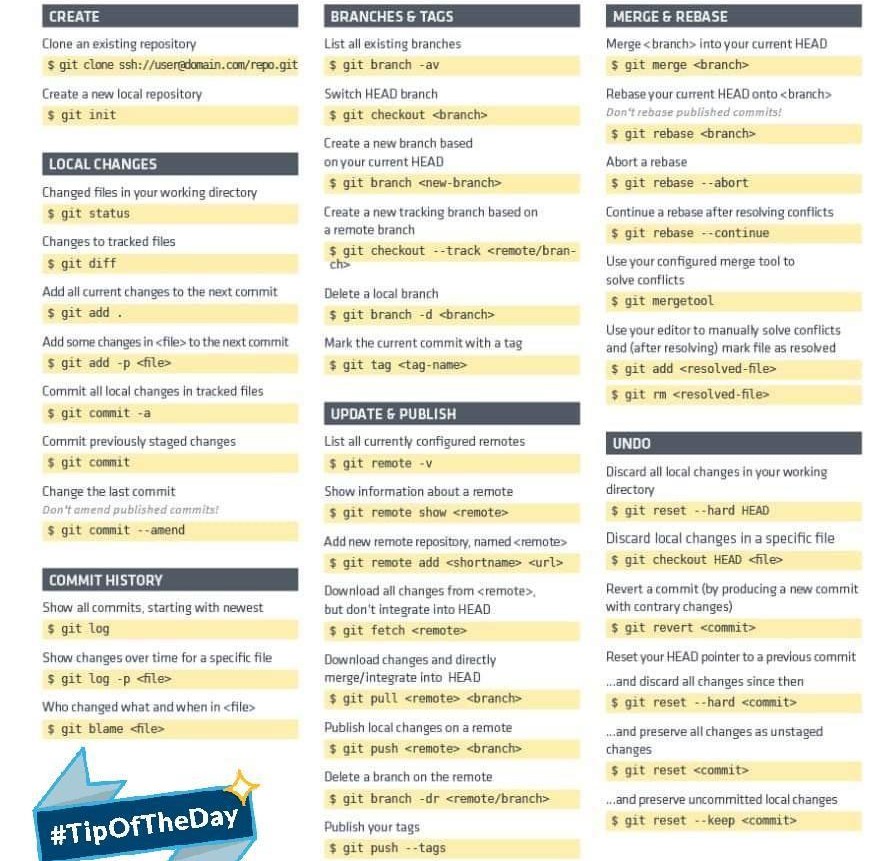 CREATE
Clone an existing repository
$ git clone ssh://user@domain.com/repo.git
Create a new local repository
$ git init
LOCAL CHANGES
Changed files in your working directory
$ git status
Changes to tracked files
$ git diff
Add all current changes to the next commit
$ git add .
Add some changes in <file> to the next commit
$ git add -p <file>
Commit all local changes in tracked files
$ git commit -a
Commit previously staged changes
$ git commit
Change the last commit
Don't amend published commits!
$ git commit --amend
COMMIT HISTORY
Show all commits, starting with newest
$ git log
Show changes over time for a specific file
$ git log -p <file>
Who changed what and when in <file>
$ git blame <file>
#TipOfTheDay
BRANCHES & TAGS
List all existing branches
$ git branch -av
Switch HEAD branch
$ git checkout <branch>
Create a new branch based
on your current HEAD
$ git branch <new-branch>
Create a new tracking branch based on
a remote branch
$ git checkout --track <remote/bran-
ch>
Delete a local branch
$ git branch -d <branch>
Mark the current commit with a tag
$ git tag <tag-name>
UPDATE & PUBLISH
List all currently configured remotes
$ git remote -v
Show information about a remote
$ git remote show <remote>
Add new remote repository, named <remote>
$ git remote add <shortname> <url>
Download all changes from <remote>,
but don't integrate into HEAD
$ git fetch <remote>
Download changes and directly
merge/integrate into HEAD
$ git pull <remote> <branch>
Publish local changes on a remote
$ git push <remote> <branch>
Delete a branch on the remote
$ git branch -dr <remote/branch>
Publish your tags
$ git push --tags
MERGE & REBASE
Merge <branch> into your current HEAD
$ git merge <branch>
Rebase your current HEAD onto <branch>
Don't rebase published commits!
$ git rebase <branch>
Abort a rebase
$ git rebase --abort
Continue a rebase after resolving conflicts
$ git rebase --continue
Use your configured merge tool to
solve conflicts
$ git mergetool
Use your editor to manually solve conflicts
and (after resolving) mark file as resolved
$ git add <resolved-file>
$ git rm <resolved-file>
UNDO
Discard all local changes in your working
directory
$ git reset --hard HEAD
Discard local changes in a specific file
$ git checkout HEAD <file>
Revert a commit (by producing a new commit
with contrary changes)
$ git revert <commit>
Reset your HEAD pointer to a previous commit
...and discard all changes since then
$ git reset --hard <commit>
...and preserve all changes as unstaged
changes
$ git reset <commit>
...and preserve uncommitted local changes
$ git reset --keep <commit>